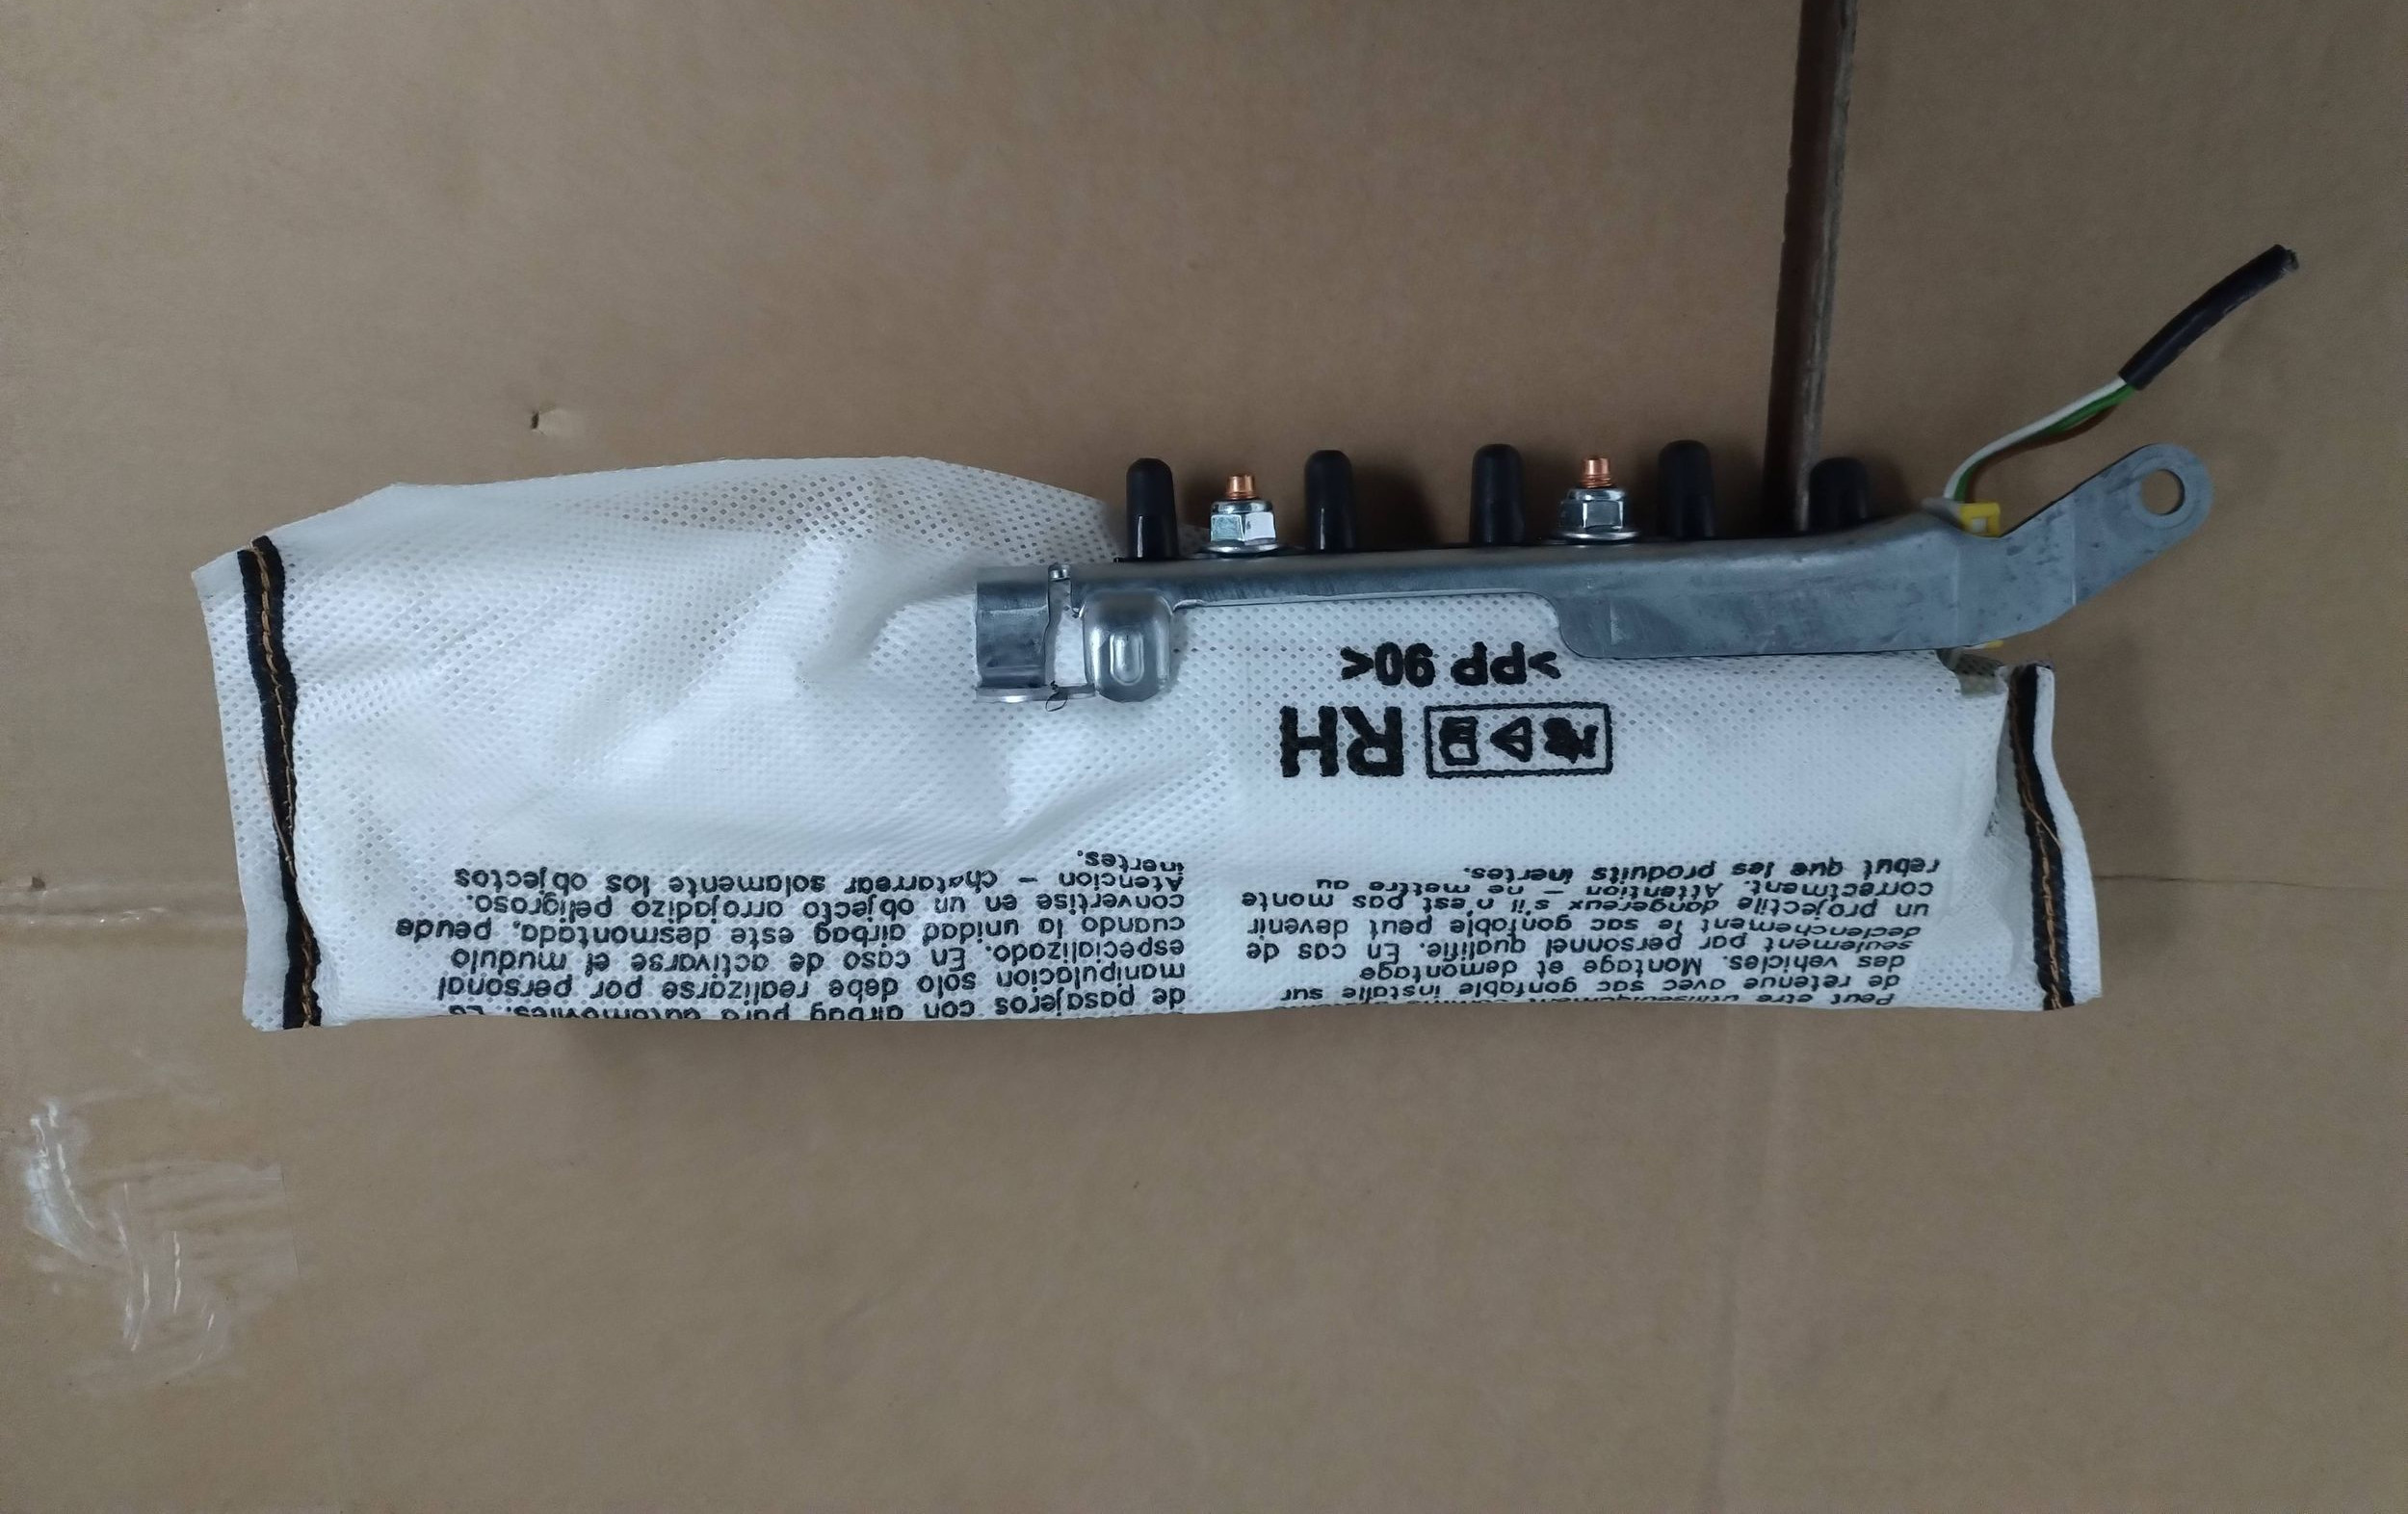 Peut etre
de retenue avec sac gonfable installe sur
des vehicles. Montage et demontage
seulement par personnel qualifie. En cas de
declenchement le sac gonfable peut devenir
un projectile dangereux s'il n'est pas monte
correctment. Attention – ne mettre au
rebut que les produits inertes.
de pasajeros con airbag para automoviles. La
manipulacion solo debe realizarse por personal
especializado. En caso de activarse el mudulo
cuando la unidad airbag este desmontada, peude
convertise en un objecto arrojadizo peligroso.
Atencion – chatarrear solamente los objectos
inertes.
RH
>PP 90<